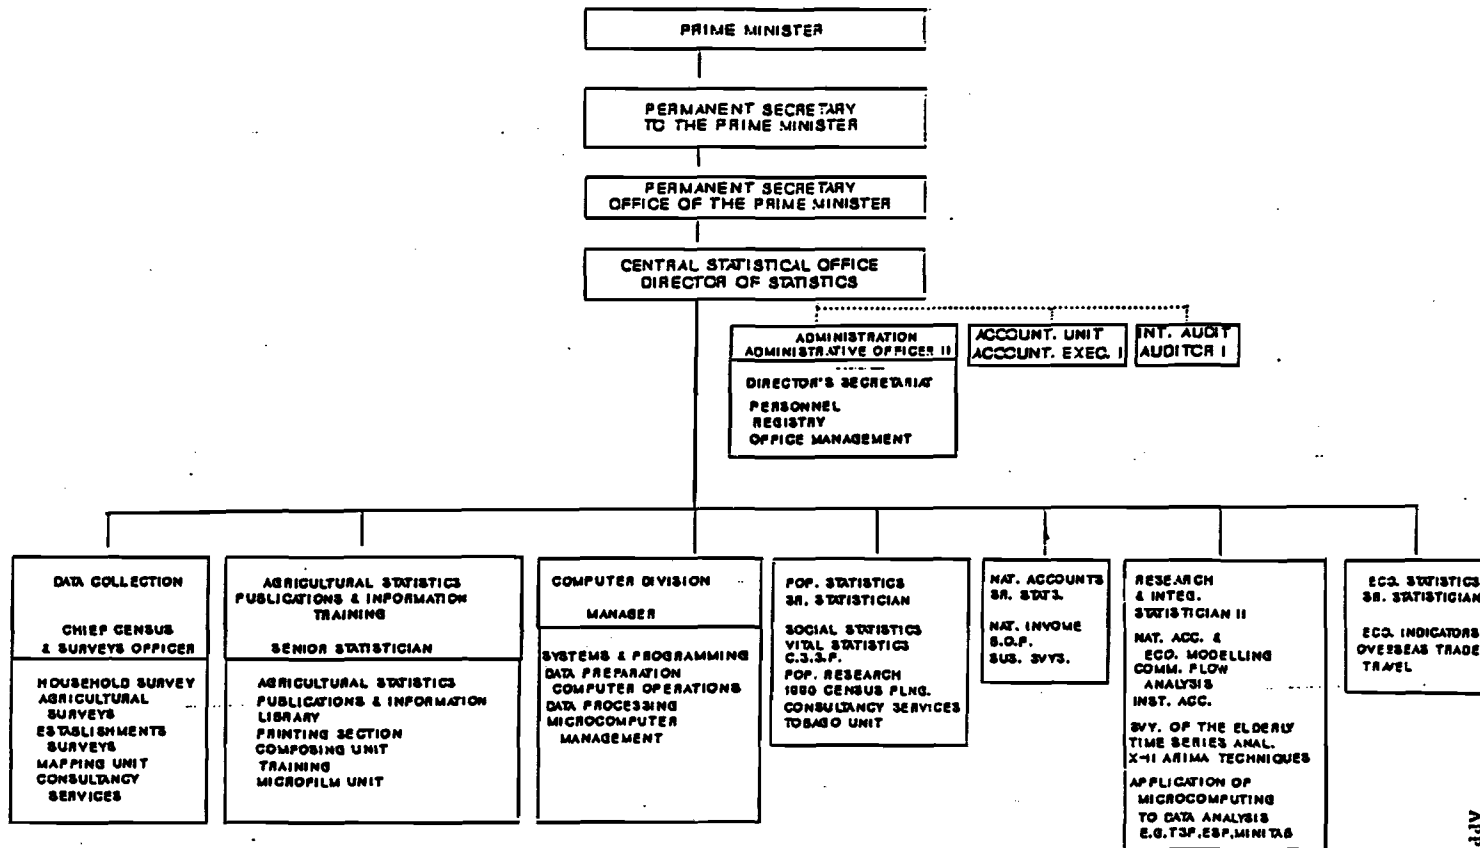 PRIME MINISTER
PERMANENT SECRETARY
TO THE PRIME MINISTER
PERMANENT SECRETARY
OFFICE OF THE PRIME MINISTER
CENTRAL STATISTICAL OFFICE
DIRECTOR OF STATISTICS
ADMINISTRATION
ADMINISTRATIVE OFFICER II
DIRECTOR'S SECRETARIAT
PERSONNEL
REGISTRY
OFFICE MANAGEMENT
ACCOUNT. UNIT
ACCOUNT. EXEC. I
INT. AUDIT
AUDITOR I
DATA COLLECTION
CHIEF CENSUS
& SURVEYS OFFICER
HOUSEHOLD SURVEY
AGRICULTURAL
SURVEYS
ESTABLISHMENTS
SURVEYS
MAPPING UNIT
CONSULTANCY
SERVICES
AGRICULTURAL STATISTICS
PUBLICATIONS & INFORMATION
TRAINING
SENIOR STATISTICIAN
AGRICULTURAL STATISTICS
PUBLICATIONS & INFORMATION
LIBRARY
PRINTING SECTION
COMPOSING UNIT
TRAINING
MICROFILM UNIT
COMPUTER DIVISION
MANAGER
SYSTEMS & PROGRAMMING
DATA PREPARATION
COMPUTER OPERATIONS
DATA PROCESSING
MICROCOMPUTER
MANAGEMENT
POP. STATISTICS
SR. STATISTICIAN
SOCIAL STATISTICS
VITAL STATISTICS
C.S.S.P.
POP. RESEARCH
1990 CENSUS PLNG.
CONSULTANCY SERVICES
TOBAGO UNIT
NAT. ACCOUNTS
SR. STATS.
NAT. INVOME
B.O.P.
BUS. SVYS.
RESEARCH
& INTEG.
STATISTICIAN II
NAT. ACC. &
ECO. MODELLING
COMM. FLOW
ANALYSIS
INST. ACC.
SVY. OF THE ELDERLY
TIME SERIES ANAL.
X-11 ARIMA TECHNIQUES
APPLICATION OF
MICROCOMPUTING
TO DATA ANALYSIS
E.G.TSP,ESP,MINITAB
ECO. STATISTICS
SR. STATISTICIAN
ECO. INDICATORS
OVERSEAS TRADE
TRAVEL